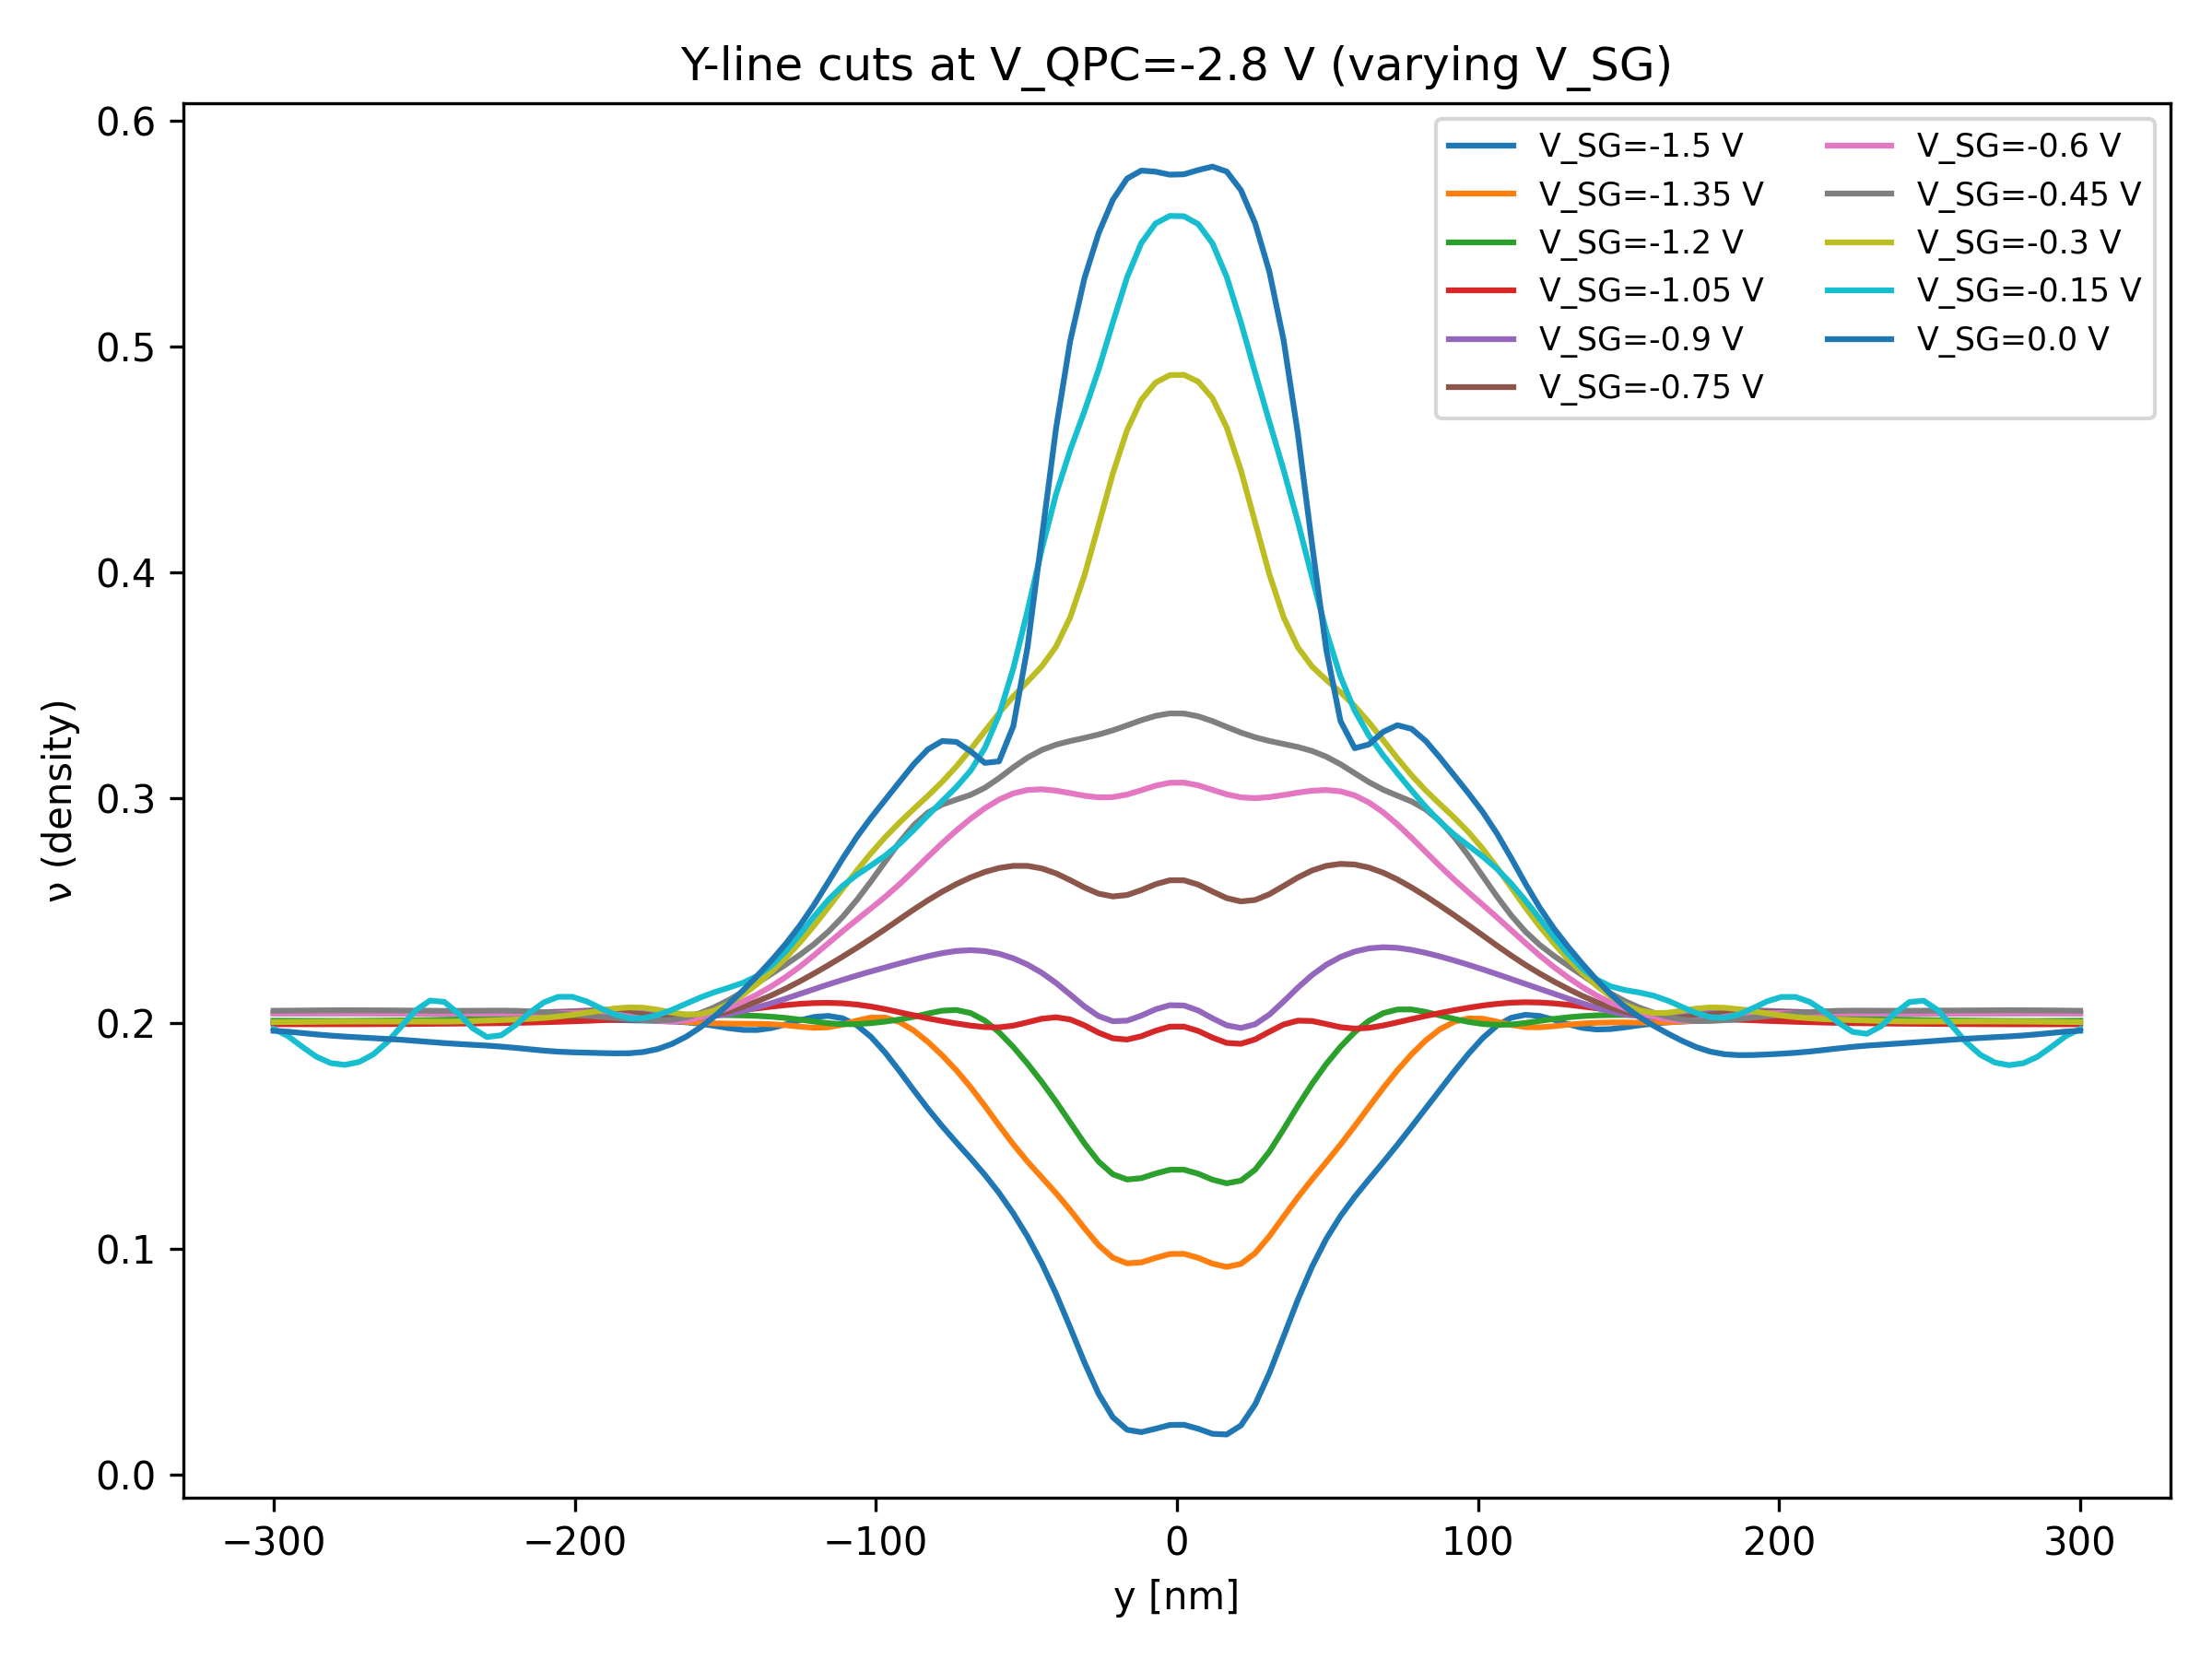 Y-line cuts at V_QPC=-2.8 V (varying V_SG)
V_SG=-1.5 V
V_SG=-1.35 V
V_SG=-1.2 V
V_SG=-1.05 V
V_SG=-0.9 V
V_SG=-0.75 V
V_SG=-0.6 V
V_SG=-0.45 V
V_SG=-0.3 V
V_SG=-0.15 V
V_SG=0.0 V
ν (density)
0.6
0.5
0.4
0.3
0.2
0.1
0.0
−300
−200
−100
0
100
200
300
y [nm]